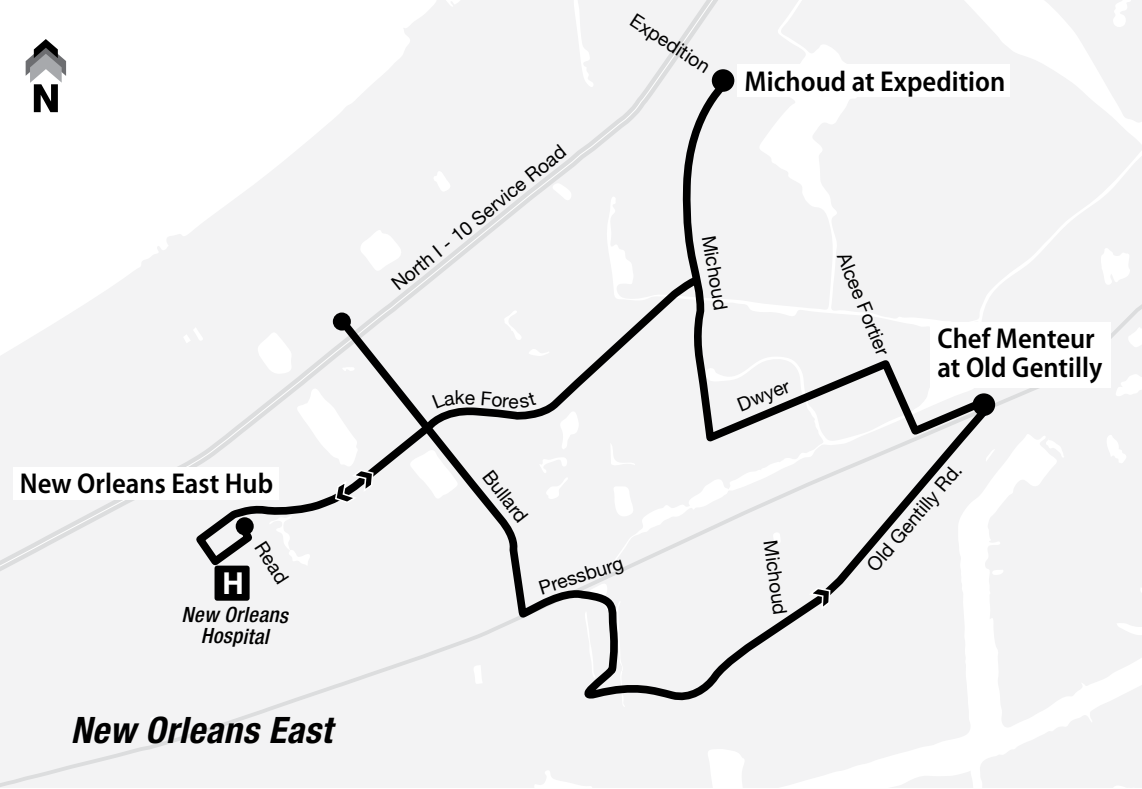 N
Expedition
Michoud at Expedition
North I - 10 Service Road
Michoud
Alcee Fortier
Chef Menteur
at Old Gentilly
Dwyer
Lake Forest
New Orleans East Hub
Bullard
Old Gentilly Rd.
Read
H
Pressburg
Michoud
New Orleans
Hospital
New Orleans East